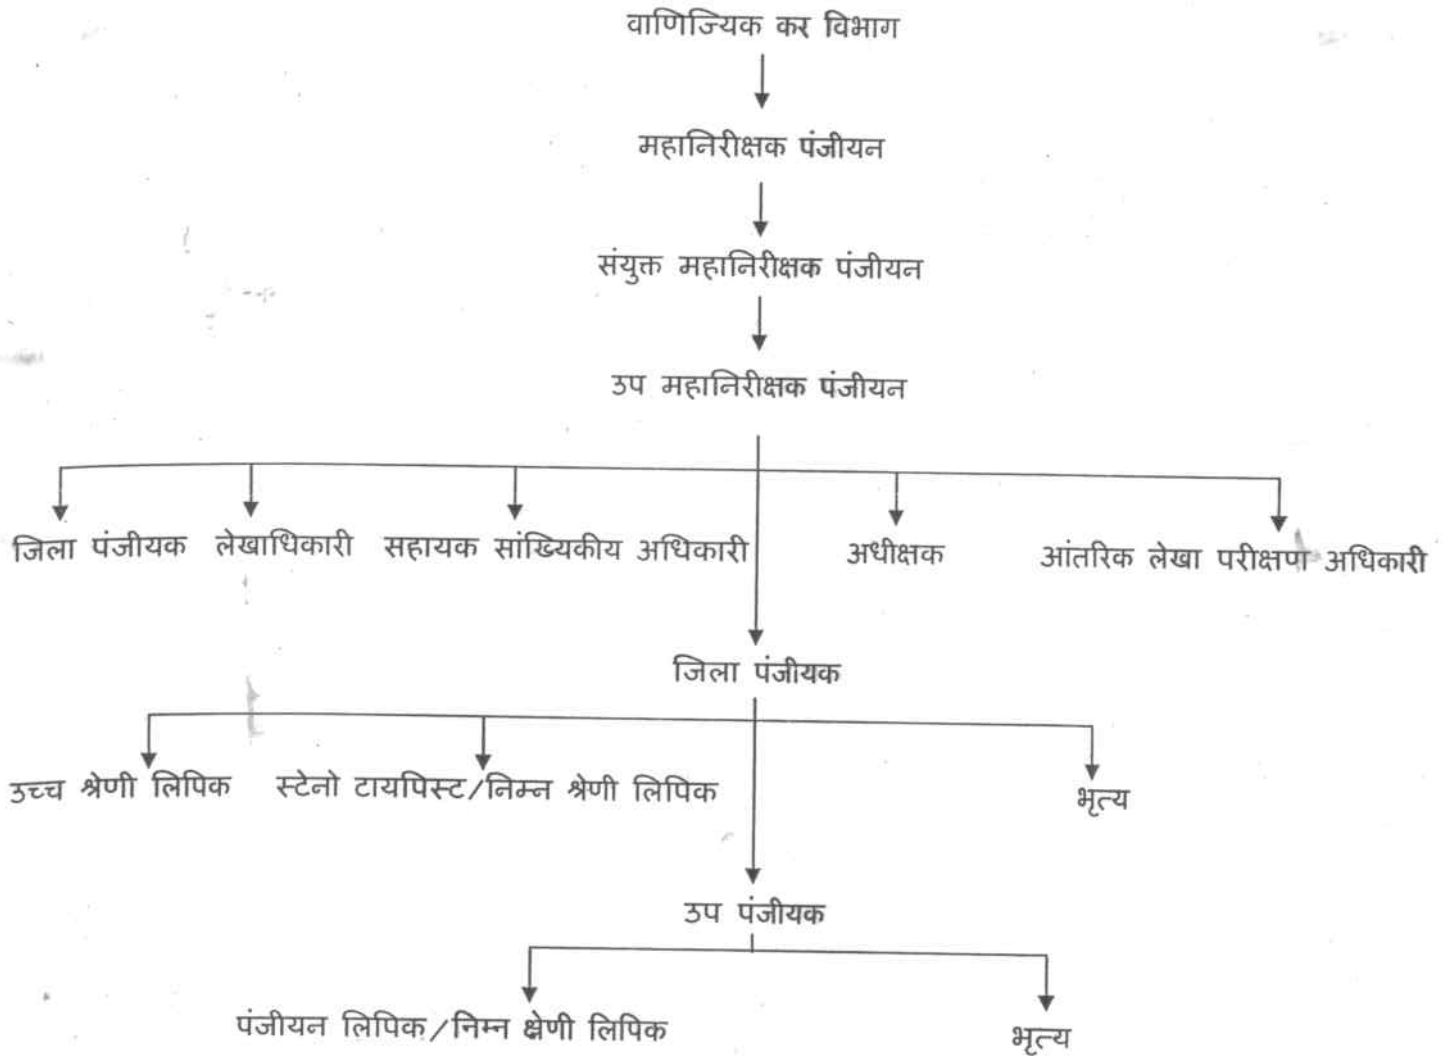 वाणिज्यिक कर विभाग
महानिरीक्षक पंजीयन
संयुक्त महानिरीक्षक पंजीयन
उप महानिरीक्षक पंजीयन
जिला पंजीयक लेखाधिकारी सहायक सांख्यिकीय अधिकारी अधीक्षक आंतरिक लेखा परीक्षण अधिकारी
जिला पंजीयक
उच्च श्रेणी लिपिक स्टेनो टायपिस्ट/निम्न श्रेणी लिपिक भृत्य
उप पंजीयक
पंजीयन लिपिक/निम्न क्षेणी लिपिक भृत्य